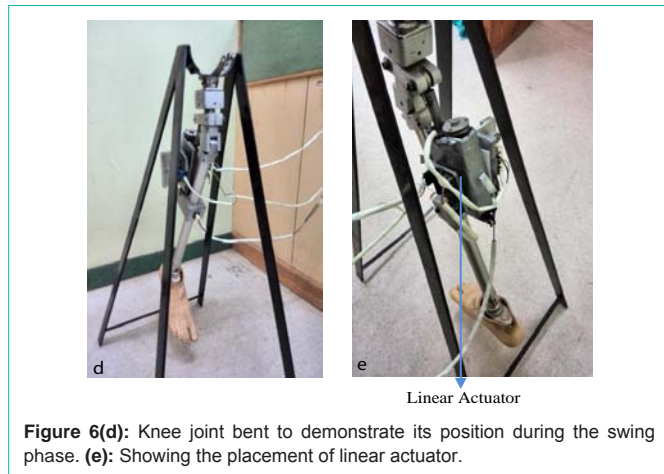 d
e
Linear Actuator
Figure 6(d): Knee joint bent to demonstrate its position during the swing
phase. (e): Showing the placement of linear actuator.